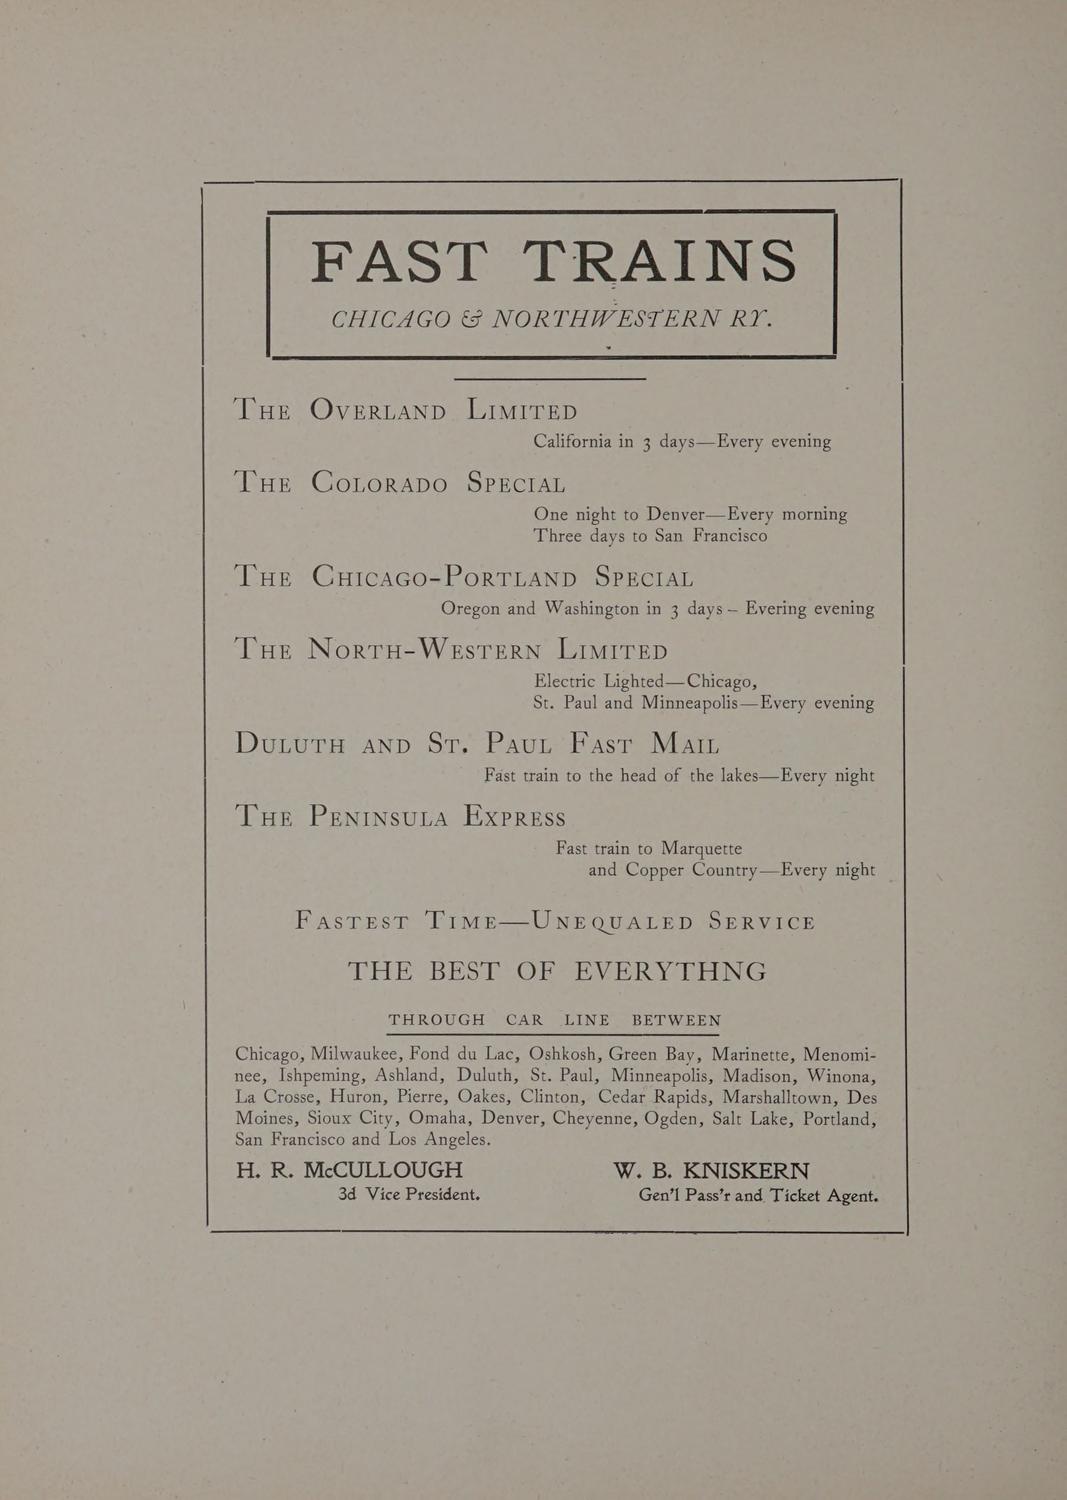 FAST TRAINS
CHICAGO & NORTHWESTERN RY.
THE OVERLAND LIMITED
California in 3 days—Every evening
THE COLORADO SPECIAL
One night to Denver—Every morning
Three days to San Francisco
THE CHICAGO-PORTLAND SPECIAL
Oregon and Washington in 3 days – Evering evening
THE NORTH-WESTERN LIMITED
Electric Lighted—Chicago,
St. Paul and Minneapolis—Every evening
DULUTH AND ST. PAUL FAST MAIL
Fast train to the head of the lakes—Every night
THE PENINSULA EXPRESS
Fast train to Marquette
and Copper Country—Every night
FASTEST TIME—UNEQUALED SERVICE
THE BEST OF EVERYTHNG
THROUGH CAR LINE BETWEEN
Chicago, Milwaukee, Fond du Lac, Oshkosh, Green Bay, Marinette, Menomi-
nee, Ishpeming, Ashland, Duluth, St. Paul, Minneapolis, Madison, Winona,
La Crosse, Huron, Pierre, Oakes, Clinton, Cedar Rapids, Marshalltown, Des
Moines, Sioux City, Omaha, Denver, Cheyenne, Ogden, Salt Lake, Portland,
San Francisco and Los Angeles.
H. R. McCULLOUGH W. B. KNISKERN
3d Vice President. Gen'l Pass'r and Ticket Agent.